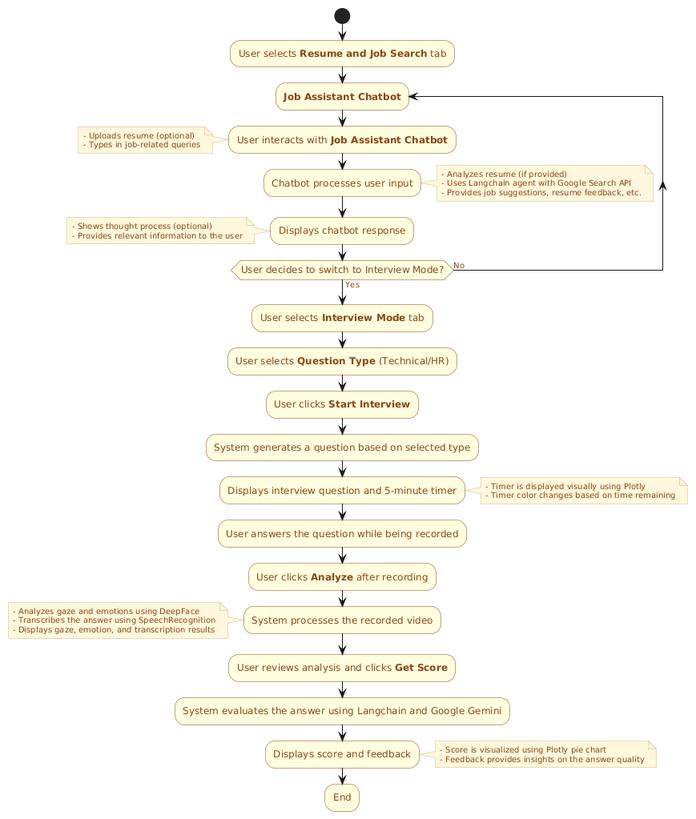 User selects Resume and Job Search tab
Job Assistant Chatbot
- Uploads resume (optional)
- Types in job-related queries
User interacts with Job Assistant Chatbot
Chatbot processes user input
- Analyzes resume (if provided)
- Uses Langchain agent with Google Search API
- Provides job suggestions, resume feedback, etc.
- Shows thought process (optional)
- Provides relevant information to the user
Displays chatbot response
User decides to switch to Interview Mode?
No
Yes
User selects Interview Mode tab
User selects Question Type (Technical/HR)
User clicks Start Interview
System generates a question based on selected type
Displays interview question and 5-minute timer
- Timer is displayed visually using Plotly
- Timer color changes based on time remaining
User answers the question while being recorded
User clicks Analyze after recording
- Analyzes gaze and emotions using DeepFace
- Transcribes the answer using SpeechRecognition
- Displays gaze, emotion, and transcription results
System processes the recorded video
User reviews analysis and clicks Get Score
System evaluates the answer using Langchain and Google Gemini
Displays score and feedback
- Score is visualized using Plotly pie chart
- Feedback provides insights on the answer quality
End